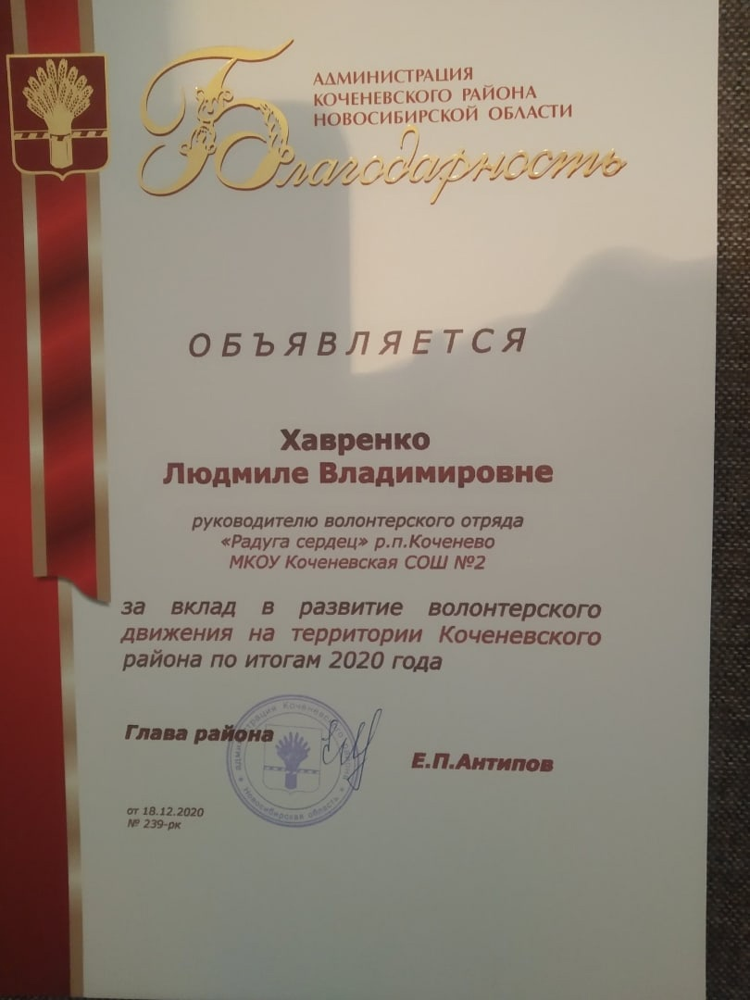 АДМИНИСТРАЦИЯ
КОЧЕНЕВСКОГО РАЙОНА
НОВОСИБИРСКОЙ ОБЛАСТИ
Благодарность
ОБЪЯВЛЯЕТСЯ
Хавренко
Людмиле Владимировне
руководителю волонтерского отряда
«Радуга сердец» р.п.Коченево
МКОУ Коченевская СОШ №2
за вклад в развитие волонтерского
движения на территории Коченевского
района по итогам 2020 года
Глава района
администрация Коченевского района
Новосибирская область
Е.П.Антипов
от 18.12.2020
№ 239-рк